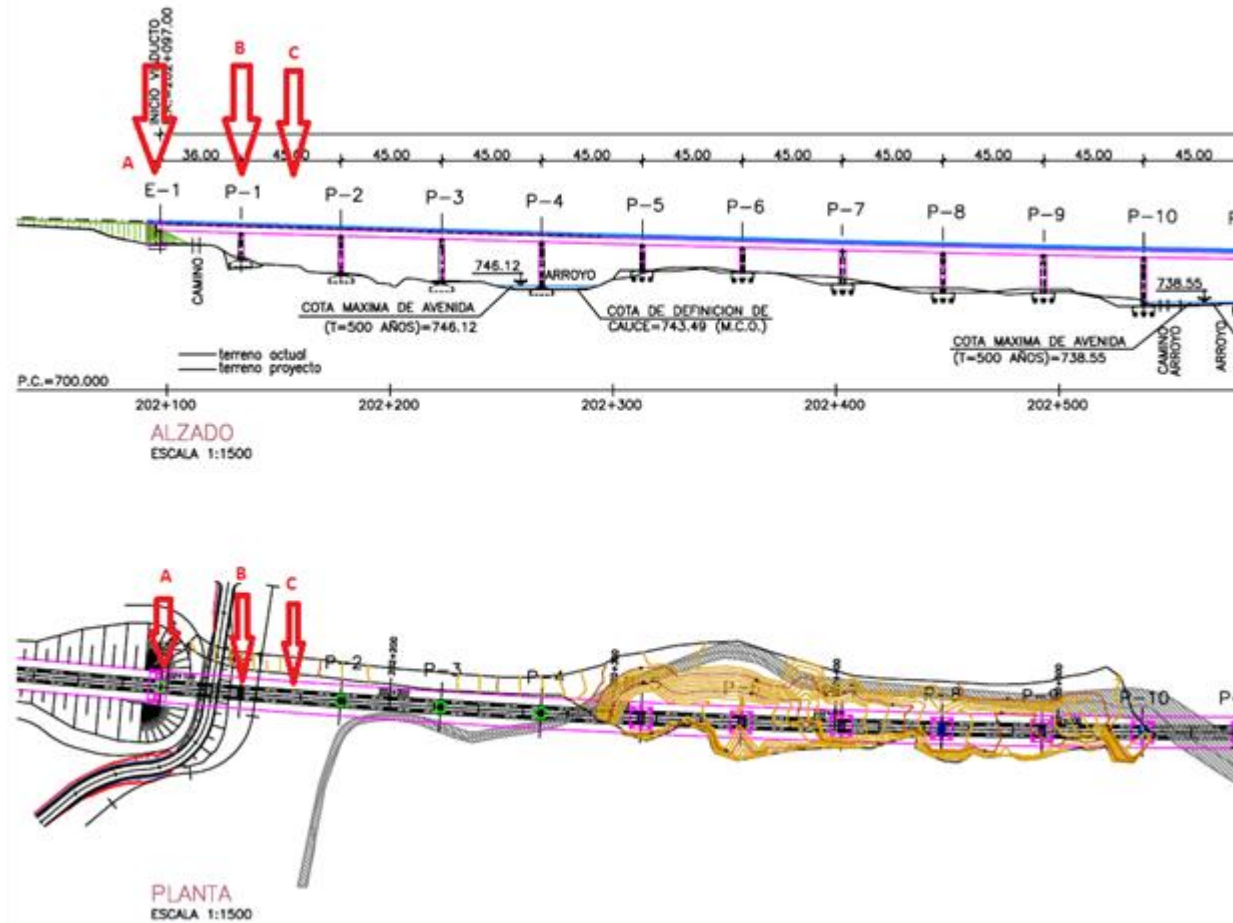 INICIO VIADUCTO
B
C
A
36.00 45.00 45.00 45.00 45.00 45.00 45.00 45.00 45.00 45.00 45.00
E-1 P-1 P-2 P-3 P-4 P-5 P-6 P-7 P-8 P-9 P-10
CAMINO
746.12
ARROYO
738.55
COTA MAXIMA DE AVENIDA
(T=500 AÑOS)=746.12
COTA DE DEFINICION DE
CAUCE=743.49 (M.C.O.)
COTA MAXIMA DE AVENIDA
(T=500 AÑOS)=738.55
CAMINO
ARROYO
ARROYO
terreno actual
terreno proyecto
P.C.=700.000
202+100 202+200 202+300 202+400 202+500
ALZADO
ESCALA 1:1500
A
B
C
P-2
202+200
P-3
P-4
P-8
P-10
PLANTA
ESCALA 1:1500